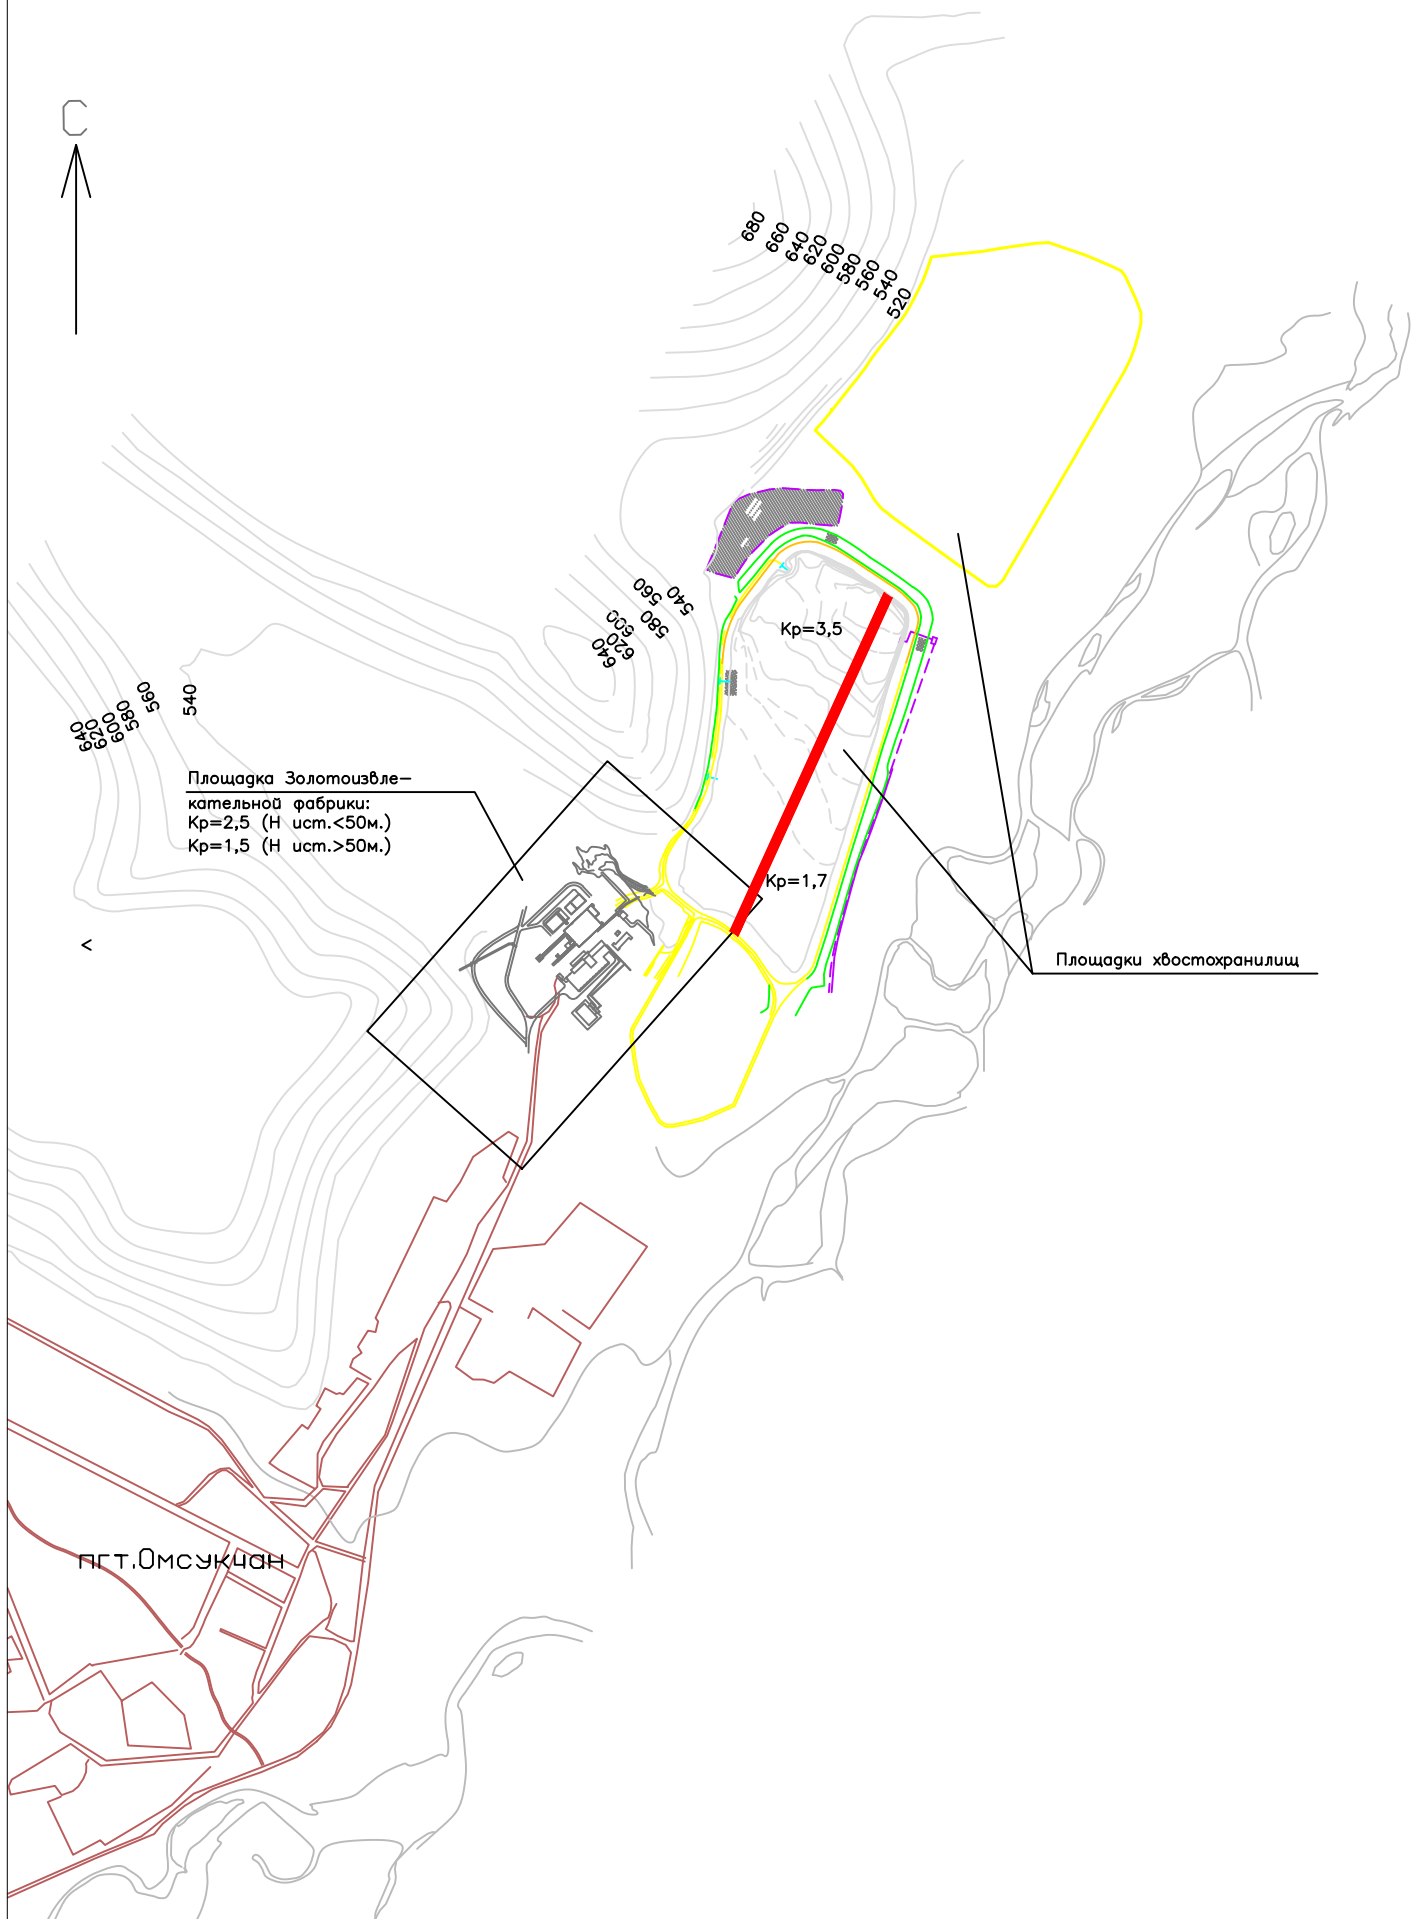 С
680
660
640
620
600
580
560
540
520
560
540
580
600
620
640
Кр=3,5
560
540
580
600
620
640
Площадка Золотоизвле-
кательной фабрики:
Кр=2,5 (Н ист.<50м.)
Кр=1,5 (Н ист.>50м.)
Кр=1,7
<
Площадки хвостохранилищ
пгт.Омсукчан